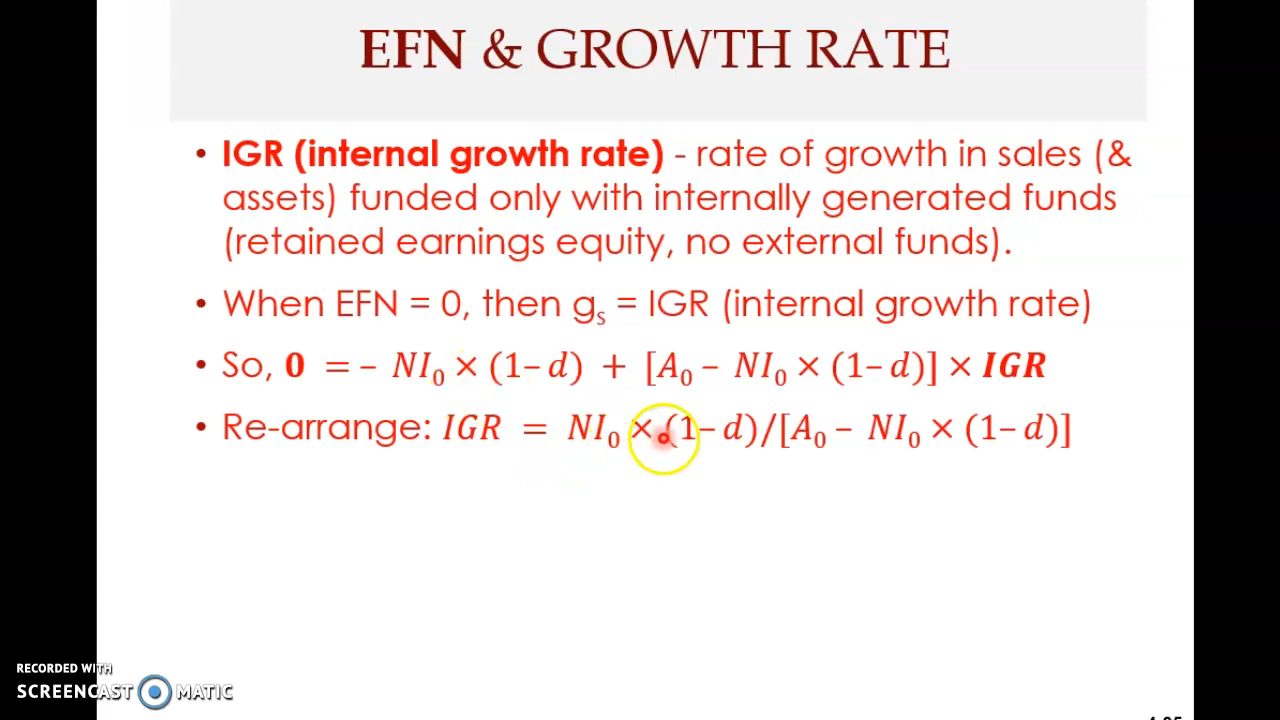 EFN & GROWTH RATE
• IGR (internal growth rate) - rate of growth in sales (&
assets) funded only with internally generated funds
(retained earnings equity, no external funds).
• When EFN = 0, then gₛ = IGR (internal growth rate)
• So, 0 = – NI₀ × (1– d) + [A₀ – NI₀ × (1– d)] × IGR
• Re-arrange: IGR = NI₀ × (1– d)/[A₀ – NI₀ × (1– d)]
RECORDED WITH
SCREENCAST MATIC